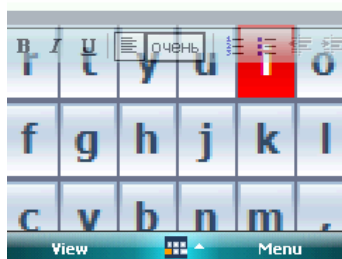 B I U очень
r t y u i o
f g h j k l
c v b n m ,
View Menu